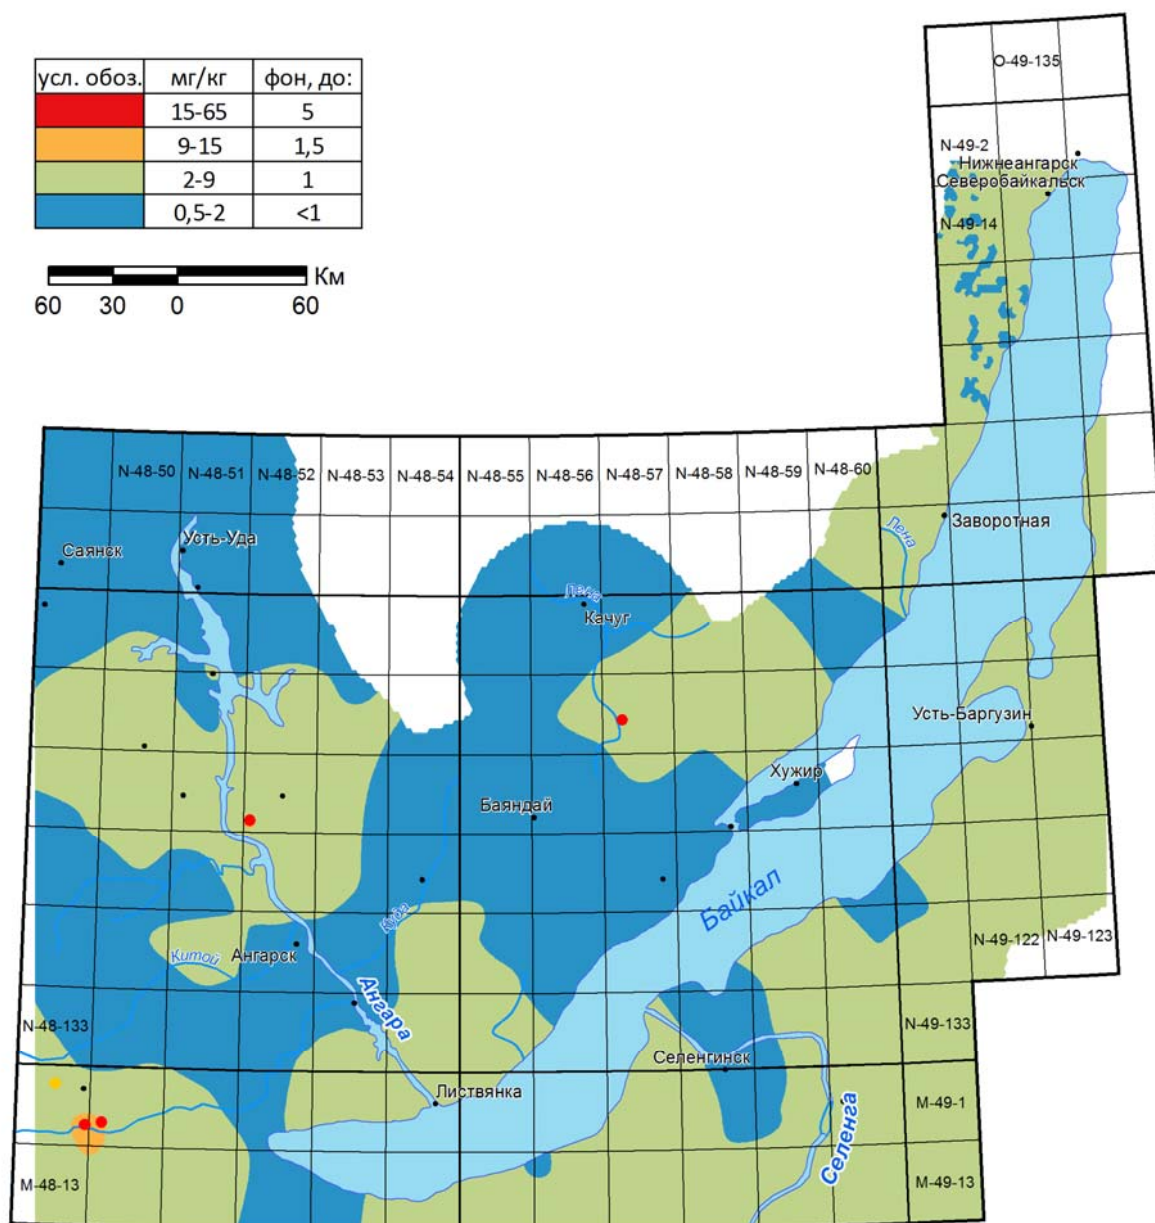 усл. обоз. мг/кг фон, до:
15-65 5
9-15 1,5
2-9 1
0,5-2 <1
Км
60 30 0 60
O-49-135
N-49-2
Нижнеангарск
Северобайкальск
N-49-14
N-48-50 N-48-51 N-48-52 N-48-53 N-48-54 N-48-55 N-48-56 N-48-57 N-48-58 N-48-59 N-48-60
Заворотная
Лена
Усть-Уда
Саянск
Лена
Качуг
Усть-Баргузин
Хужир
Баяндай
Байкал
Куда
Китой
Ангарск
N-49-122 N-49-123
Ангара
N-48-133
N-49-133
Селенгинск
Листвянка
M-49-1
Селенга
M-48-13
M-49-13